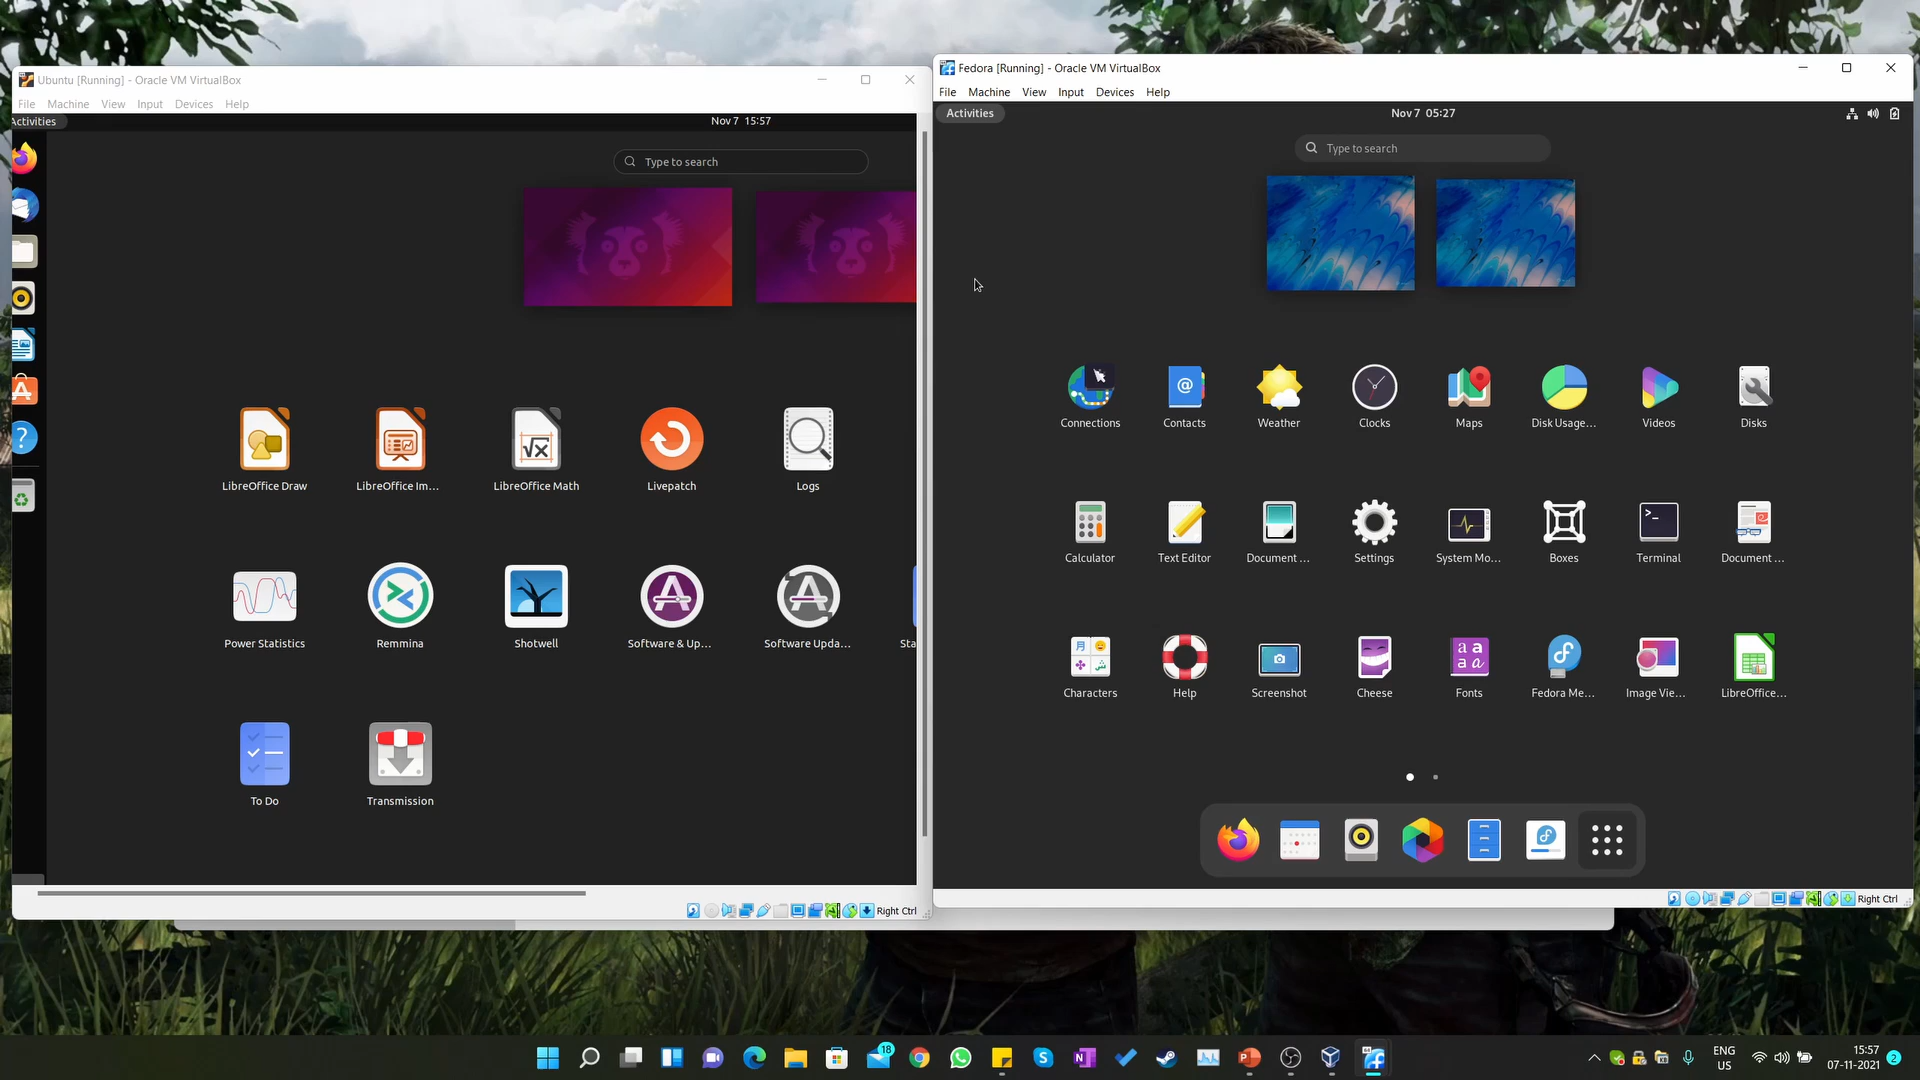 Ubuntu [Running] - Oracle VM VirtualBox
File Machine View Input Devices Help
Activities
Nov 7 15:57
Type to search
LibreOffice Draw
LibreOffice Im...
LibreOffice Math
Livepatch
Logs
Power Statistics
Remmina
Shotwell
Software & Up...
Software Upda...
Sta
To Do
Transmission
Right Ctrl
Fedora [Running] - Oracle VM VirtualBox
File Machine View Input Devices Help
Activities
Nov 7 05:27
Type to search
Connections
Contacts
Weather
Clocks
Maps
Disk Usage...
Videos
Disks
Calculator
Text Editor
Document ...
Settings
System Mo...
Boxes
Terminal
Document ...
Characters
Help
Screenshot
Cheese
Fonts
Fedora Me...
Image Vie...
LibreOffice...
Right Ctrl
18
ENG
US
15:57
07-11-2021
2